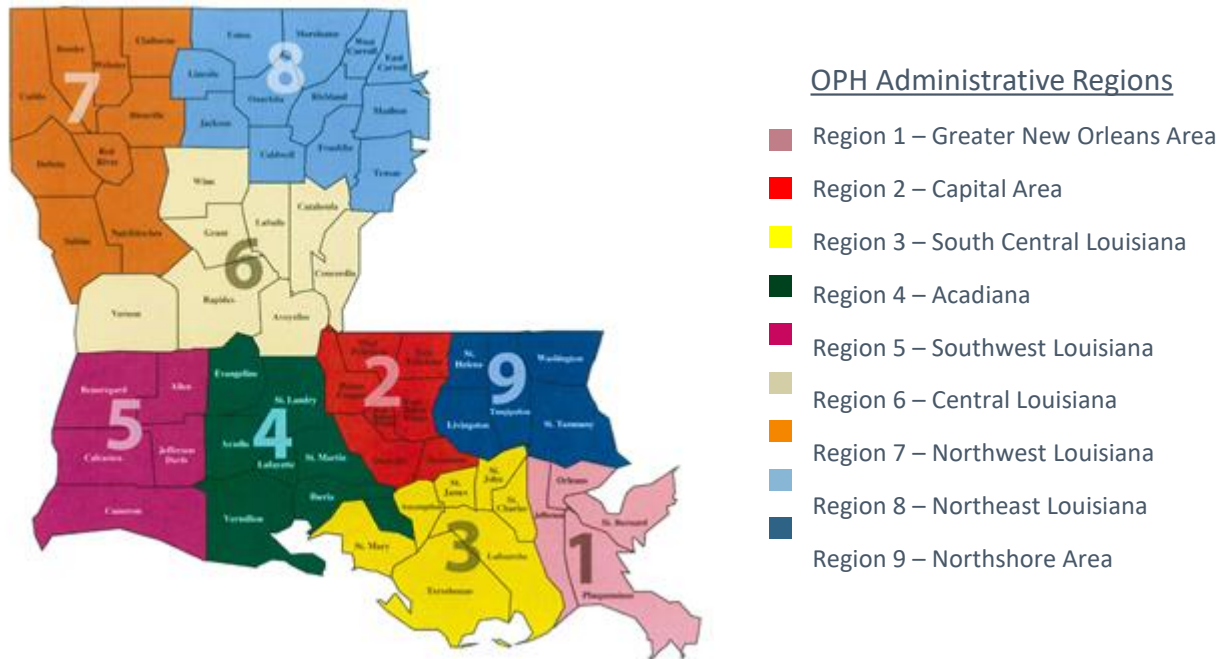 Union
Morehouse
West
Carroll
East
Carroll
Claiborne
Bossier
Webster
8
Lincoln
7
Caddo
Ouachita
Richland
Madison
Bienville
Jackson
Franklin
Caldwell
Red
River
DeSoto
Tensas
Winn
Catahoula
LaSalle
Grant
Natchitoches
Sabine
6
Concordia
Rapides
Vernon
Avoyelles
Evangeline
St.
Helena
Washington
Beauregard
Allen
2
9
St. Landry
5
4
Tangipahoa
Livingston
St. Tammany
Acadia
Calcasieu
Jefferson
Davis
St. Martin
Lafayette
St.
John
St.
James
Orleans
Iberia
Cameron
Vermilion
Assumption
St.
Charles
Jefferson
St. Bernard
St. Mary
3
Lafourche
1
Terrebonne
Plaquemines
OPH Administrative Regions
Region 1 – Greater New Orleans Area
Region 2 – Capital Area
Region 3 – South Central Louisiana
Region 4 – Acadiana
Region 5 – Southwest Louisiana
Region 6 – Central Louisiana
Region 7 – Northwest Louisiana
Region 8 – Northeast Louisiana
Region 9 – Northshore Area